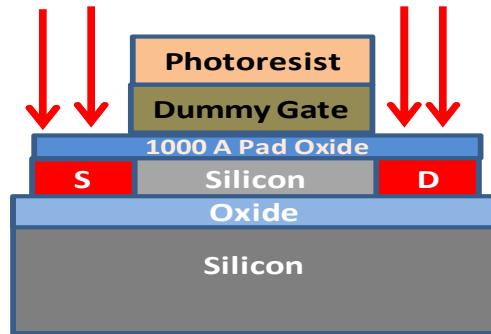 Photoresist
Dummy Gate
1000 A Pad Oxide
S Silicon D
Oxide
Silicon